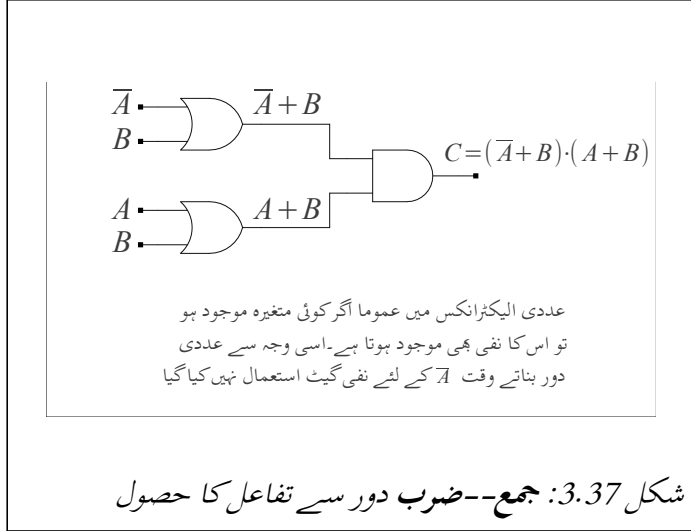 A̅
A̅+B
B
C=(A̅+B)·(A+B)
A
A+B
B
عددی الیکٹرانکس میں عموما اگر کوئی متغیرہ موجود ہو
تو اس کا نفی بھی موجود ہوتا ہے۔اسی وجہ سے عددی
دور بناتے وقت A̅ کے لئے نفی گیٹ استعمال نہیں کیا گیا
شکل 3.37: جمع--ضرب دور سے تفاعل کا حصول